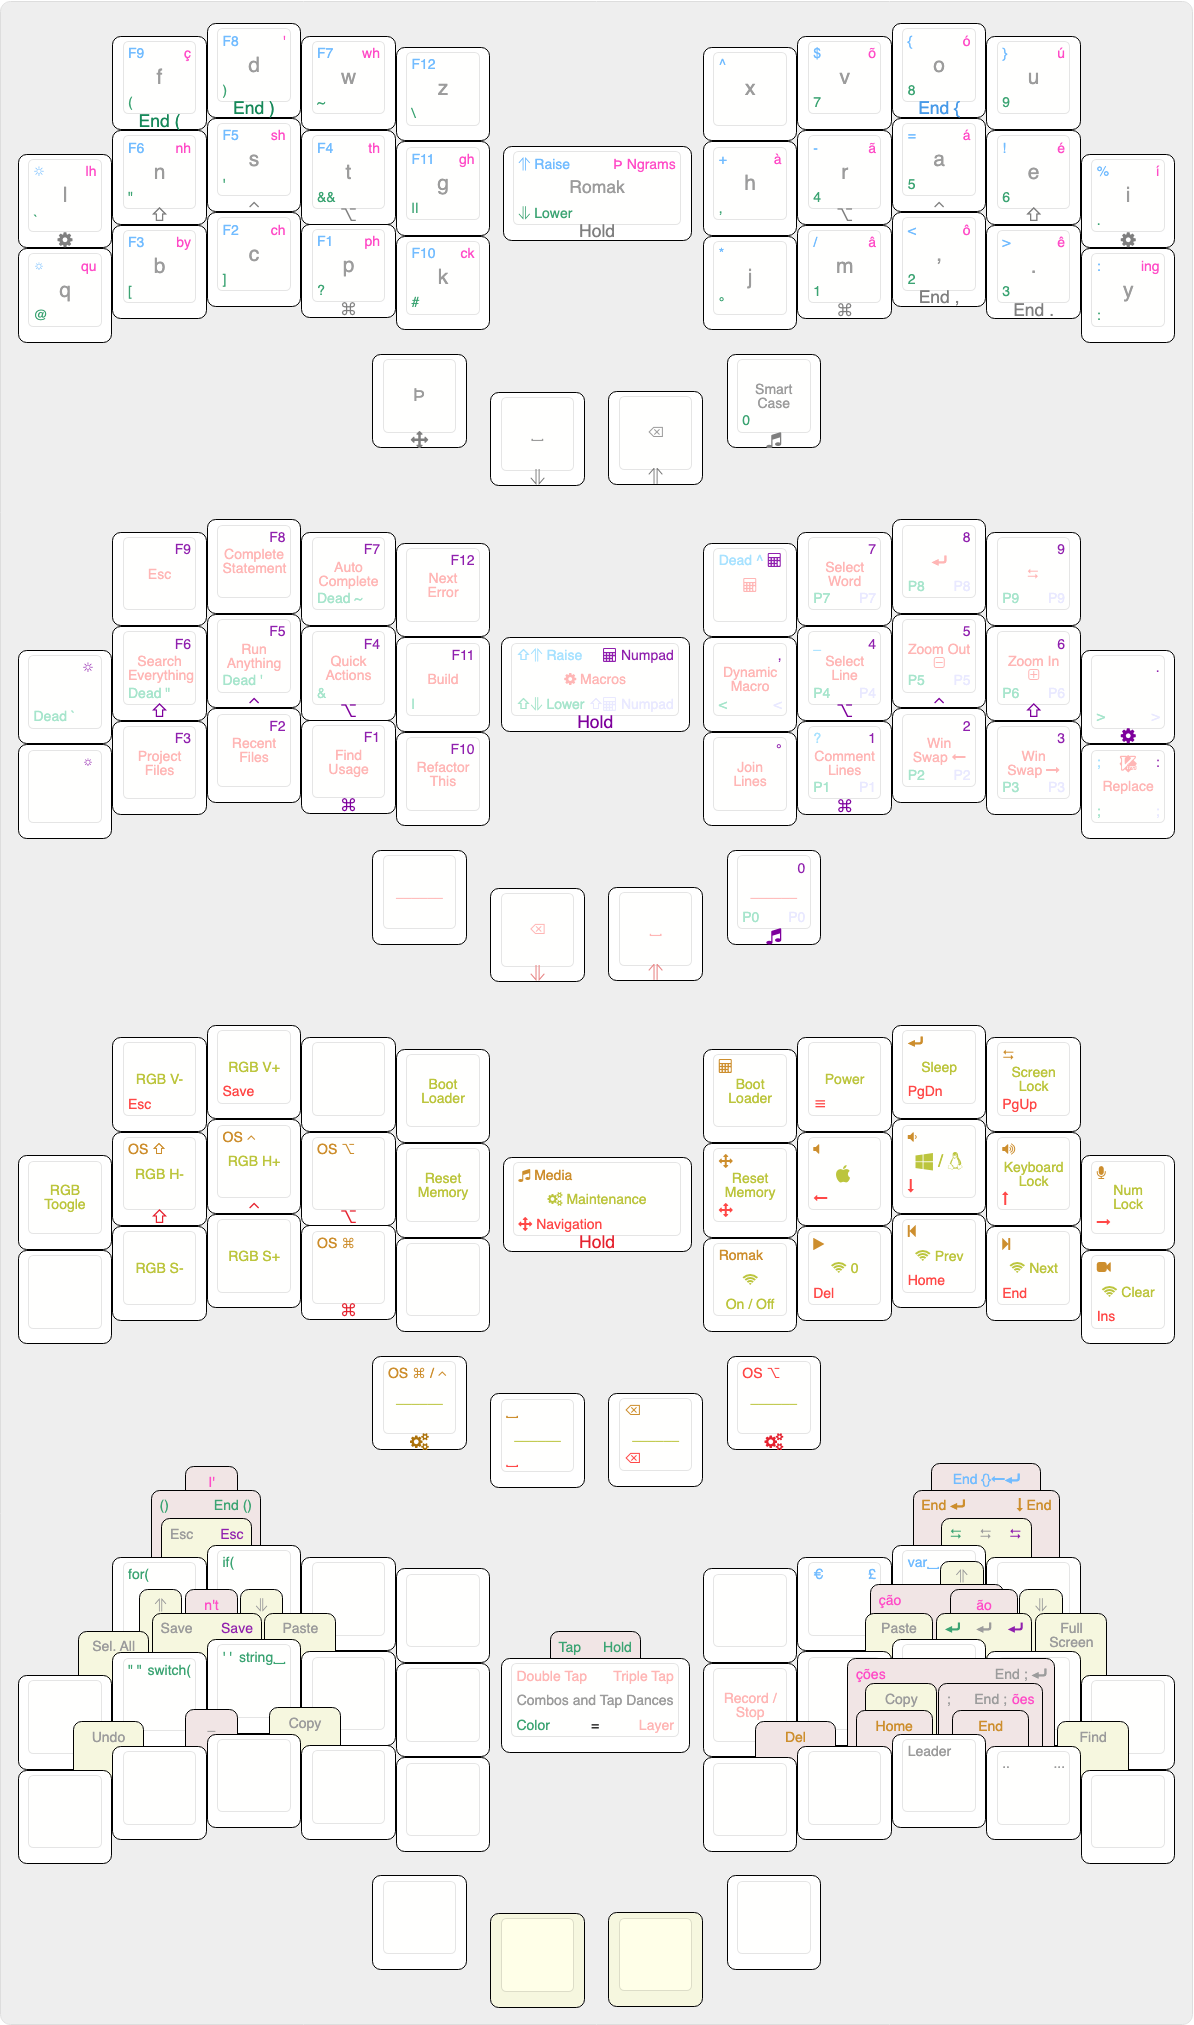 F9 ç
f
(
End (
F8 '
d
)
End )
F7 wh
w
~
F12
z
\
^
x
$ õ
v
7
{ ó
o
8
End {
} ú
u
9
lh
l
`
F6 nh
n
"
F5 sh
s
'
F4 th
t
&&
F11 gh
g
||
⇑ Raise Þ Ngrams
Romak
⇓ Lower
Hold
+ à
h
,
- ã
r
4
= á
a
5
! é
e
6
% í
i
.
qu
q
@
F3 by
b
[
F2 ch
c
]
F1 ph
p
?
⌘
F10 ck
k
#
*
j
°
/ â
m
1
⌘
< ô
,
2
End ,
> ê
.
3
End .
: ing
y
:
Þ
Smart
Case
0
F9
Esc
F8
Complete
Statement
F7
Auto
Complete
Dead ~
F12
Next
Error
Dead ^
7
Select
Word
P7 P7
8
P8 P8
9
P9 P9
Dead `
F6
Search
Everything
Dead "
F5
Run
Anything
Dead '
F4
Quick
Actions
&
F11
Build
|
⇧⇑ Raise Numpad
Macros
⇧⇓ Lower ⇧ Numpad
Hold
,
Dynamic
Macro
< <
_ 4
Select
Line
P4 P4
5
Zoom Out
P5 P5
6
Zoom In
P6 P6
.
> >
F3
Project
Files
F2
Recent
Files
F1
Find
Usage
⌘
F10
Refactor
This
°
Join
Lines
? 1
Comment
Lines
P1 P1
⌘
2
Win
Swap ←
P2 P2
3
Win
Swap →
P3 P3
; :
Replace
; ;
0
P0 P0
RGB V-
Esc
RGB V+
Save
Boot
Loader
Boot
Loader
Power
≡
Sleep
PgDn
Screen
Lock
PgUp
RGB
Toogle
OS ⇧
RGB H-
OS ^
RGB H+
OS ⌥
Reset
Memory
Media
Maintenance
Navigation
Hold
Reset
Memory
←
/
↓
Keyboard
Lock
↑
Num
Lock
→
RGB S-
RGB S+
OS ⌘
⌘
Romak
On / Off
0
Del
Prev
Home
Next
End
Clear
Ins
OS ⌘ / ^
OS ⌥
I'
() End ()
Esc Esc
for(
if(
⇑ n't ⇓
Save Save Paste
Sel. All
" " switch(
' ' string
Undo _ Copy
Tap Hold
Double Tap Triple Tap
Combos and Tap Dances
Color = Layer
End {}←↵
End ↵ ↓ End
€ £
var
⇑
ção ão ⇓
Paste Full
Screen
ções End ; ↵
Record /
Stop
Copy ; End ; ões
Del Home End Find
Leader
.. ...